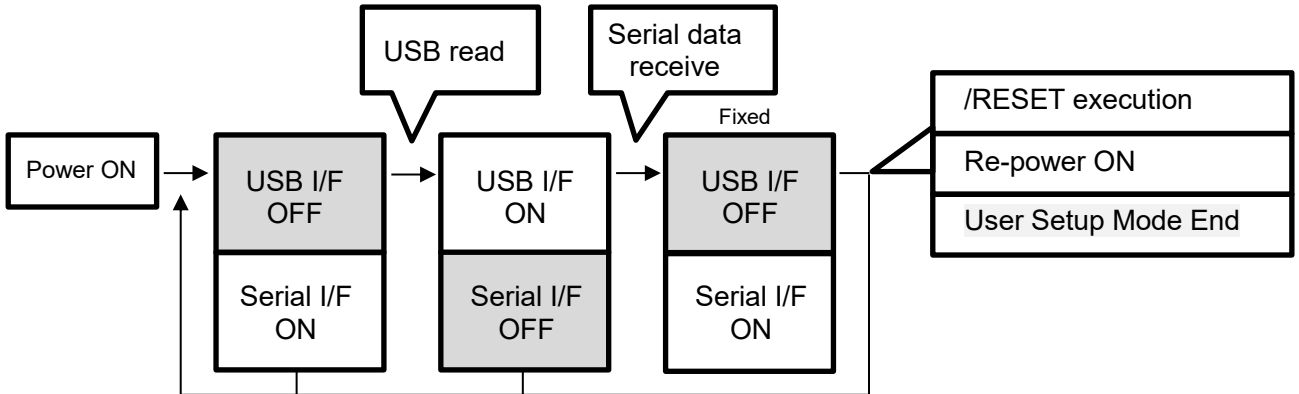 USB read
Serial data
receive
Fixed
/RESET execution
Re-power ON
User Setup Mode End
Power ON
USB I/F
OFF
USB I/F
ON
USB I/F
OFF
Serial I/F
ON
Serial I/F
OFF
Serial I/F
ON